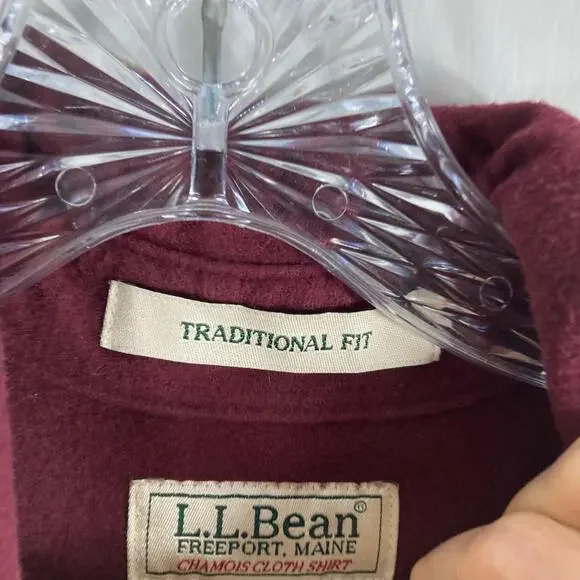 TRADITIONAL FIT
L.L.Bean®
FREEPORT, MAINE
CHAMOIS CLOTH SHIRT